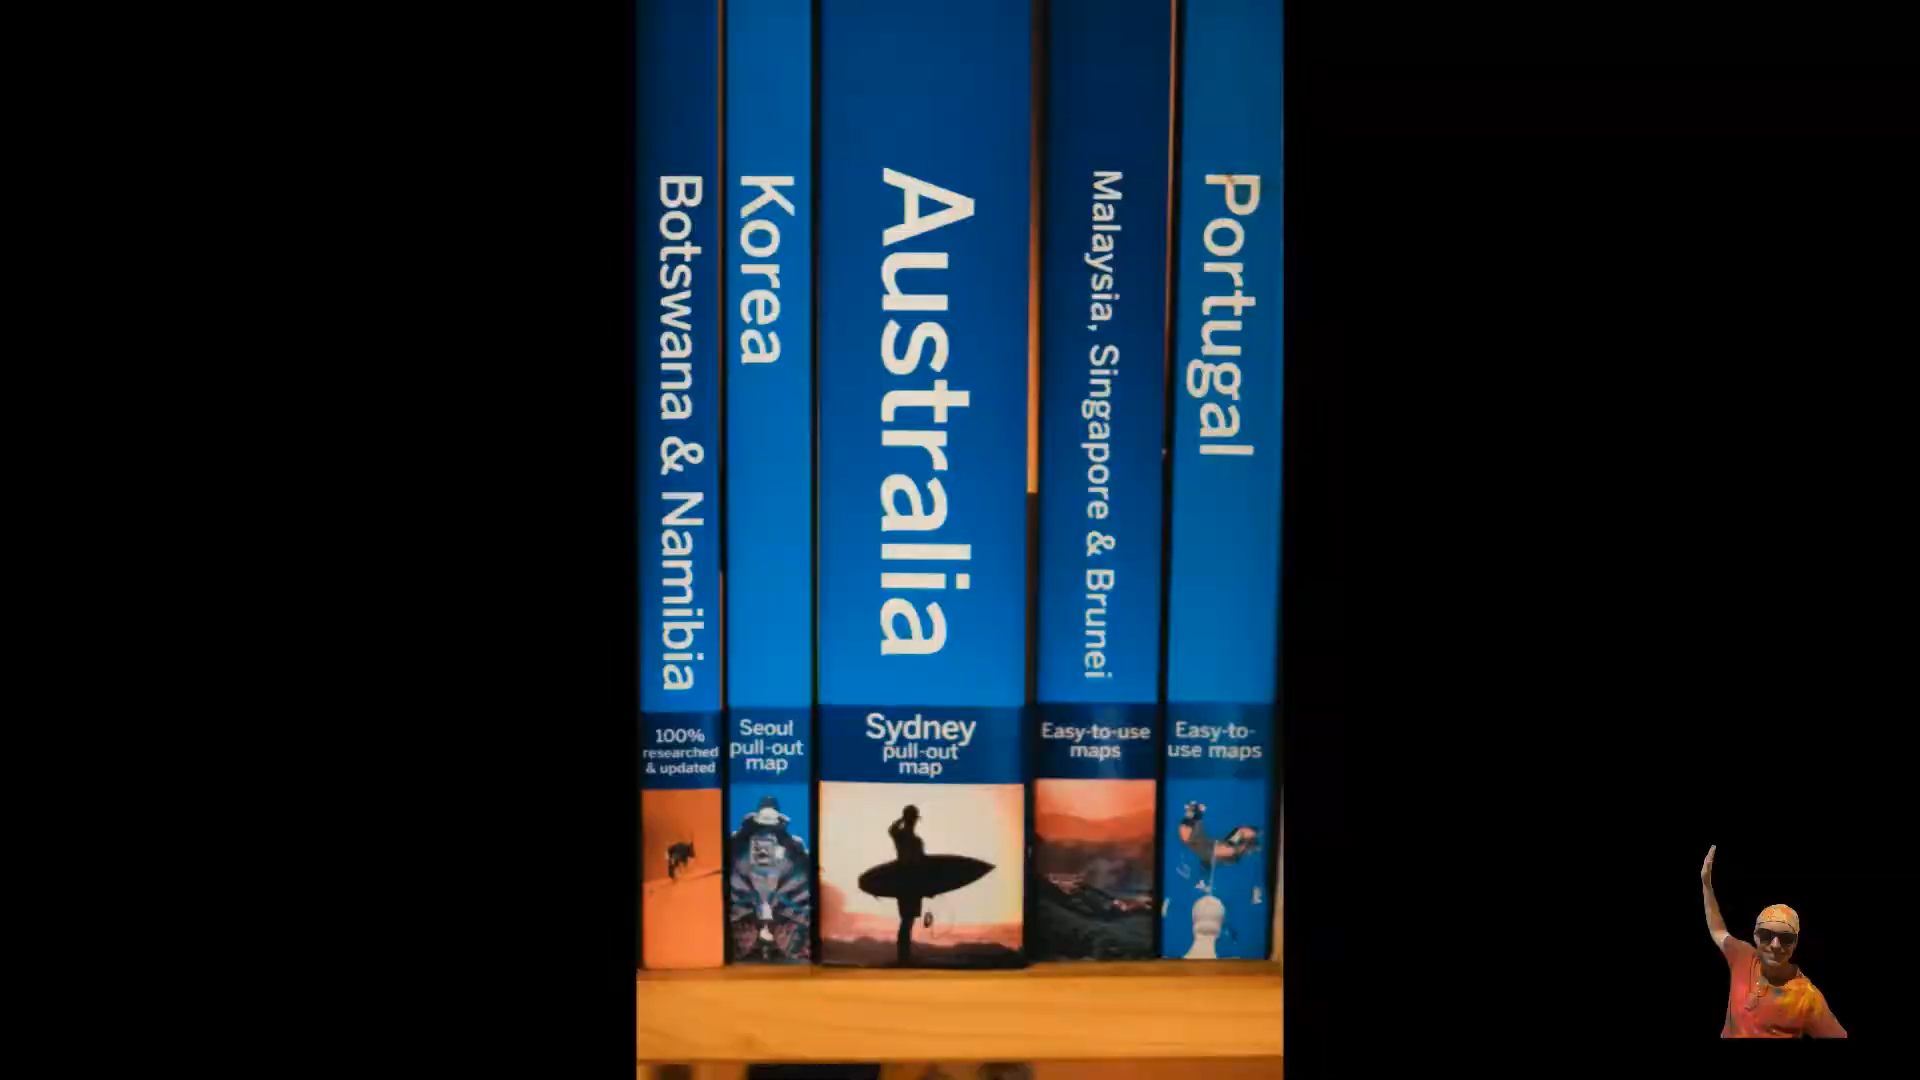 Botswana & Namibia
100%
researched
& updated
Korea
Seoul
pull-out
map
Australia
Sydney
pull-out
map
Malaysia, Singapore & Brunei
Easy-to-use
maps
Portugal
Easy-to-
use maps